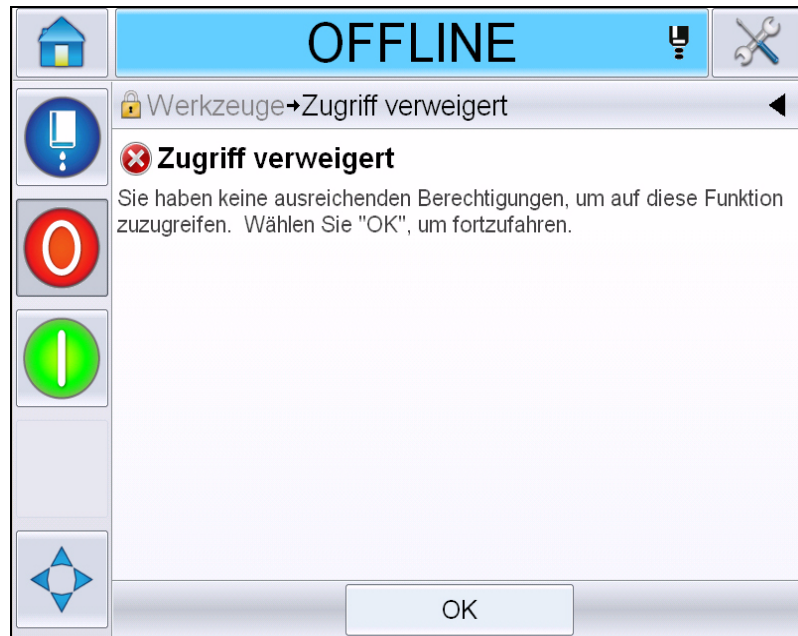 OFFLINE
Werkzeuge→Zugriff verweigert
Zugriff verweigert
Sie haben keine ausreichenden Berechtigungen, um auf diese Funktion
zuzugreifen. Wählen Sie "OK", um fortzufahren.
OK